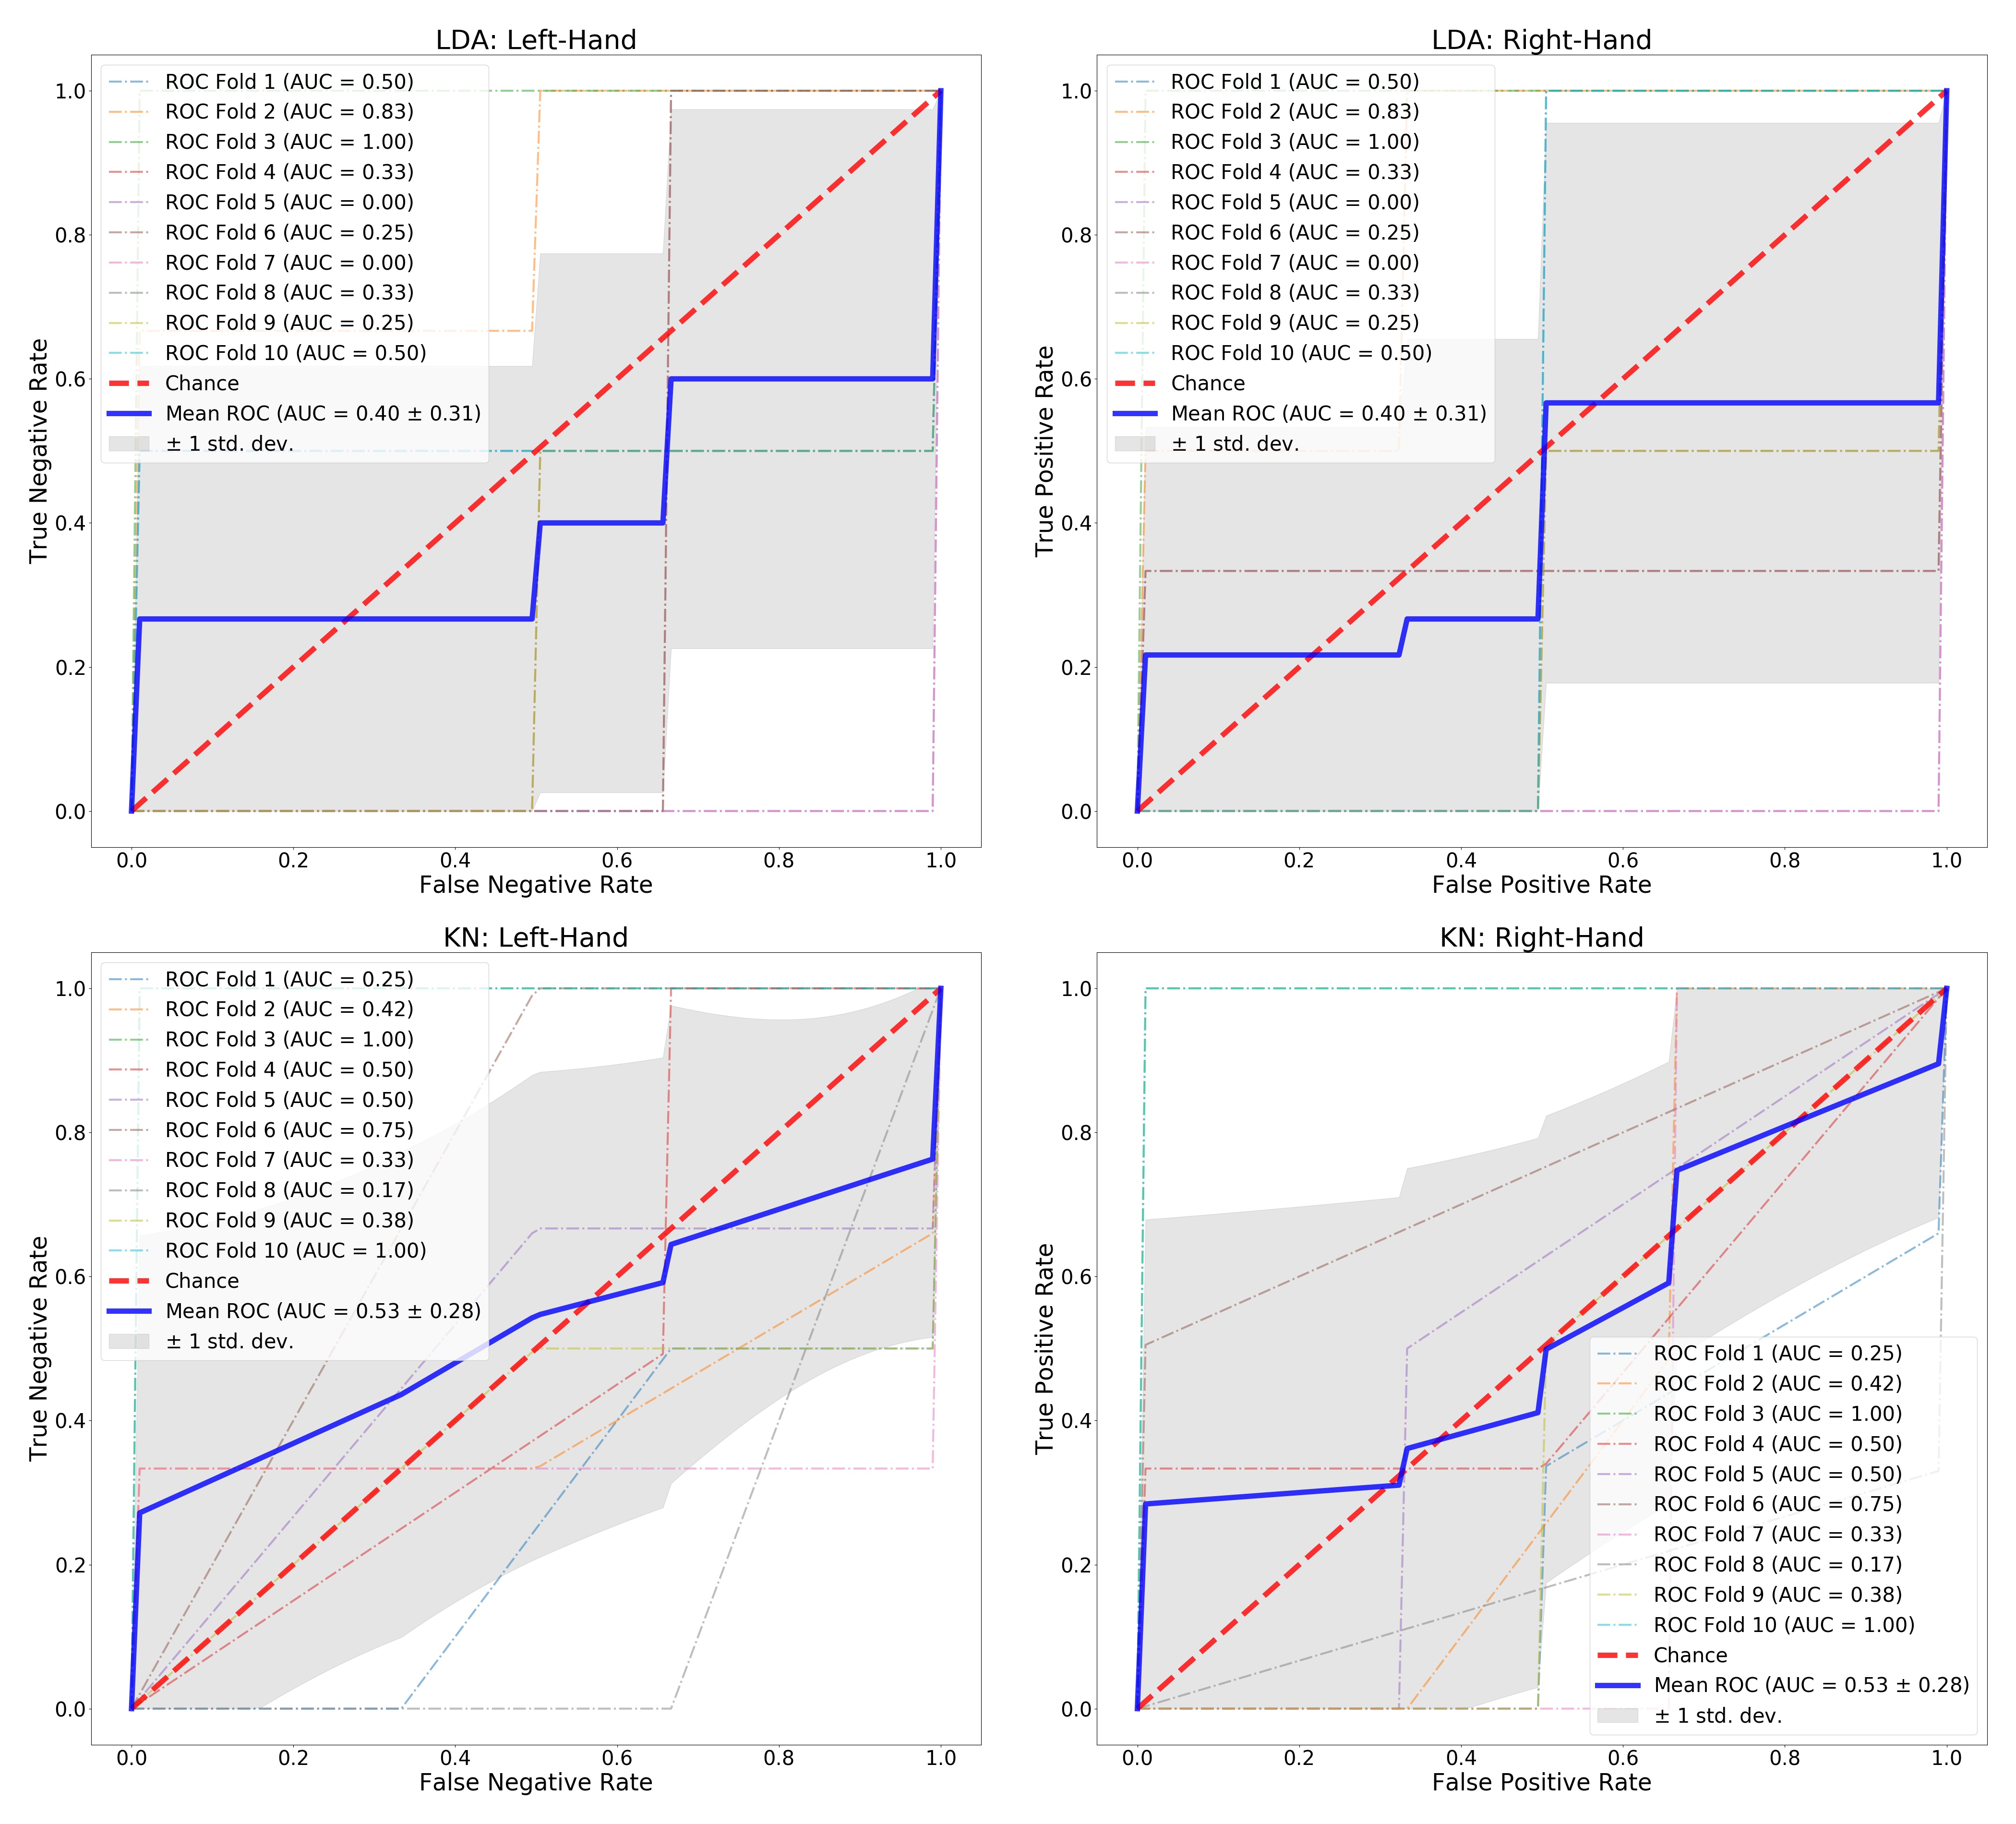 LDA: Left-Hand
ROC Fold 1 (AUC = 0.50)
ROC Fold 2 (AUC = 0.83)
ROC Fold 3 (AUC = 1.00)
ROC Fold 4 (AUC = 0.33)
ROC Fold 5 (AUC = 0.00)
ROC Fold 6 (AUC = 0.25)
ROC Fold 7 (AUC = 0.00)
ROC Fold 8 (AUC = 0.33)
ROC Fold 9 (AUC = 0.25)
ROC Fold 10 (AUC = 0.50)
Chance
Mean ROC (AUC = 0.40 ± 0.31)
± 1 std. dev.
True Negative Rate
1.0
0.8
0.6
0.4
0.2
0.0
0.0 0.2 0.4 0.6 0.8 1.0
False Negative Rate
LDA: Right-Hand
ROC Fold 1 (AUC = 0.50)
ROC Fold 2 (AUC = 0.83)
ROC Fold 3 (AUC = 1.00)
ROC Fold 4 (AUC = 0.33)
ROC Fold 5 (AUC = 0.00)
ROC Fold 6 (AUC = 0.25)
ROC Fold 7 (AUC = 0.00)
ROC Fold 8 (AUC = 0.33)
ROC Fold 9 (AUC = 0.25)
ROC Fold 10 (AUC = 0.50)
Chance
Mean ROC (AUC = 0.40 ± 0.31)
± 1 std. dev.
True Positive Rate
1.0
0.8
0.6
0.4
0.2
0.0
0.0 0.2 0.4 0.6 0.8 1.0
False Positive Rate
KN: Left-Hand
ROC Fold 1 (AUC = 0.25)
ROC Fold 2 (AUC = 0.42)
ROC Fold 3 (AUC = 1.00)
ROC Fold 4 (AUC = 0.50)
ROC Fold 5 (AUC = 0.50)
ROC Fold 6 (AUC = 0.75)
ROC Fold 7 (AUC = 0.33)
ROC Fold 8 (AUC = 0.17)
ROC Fold 9 (AUC = 0.38)
ROC Fold 10 (AUC = 1.00)
Chance
Mean ROC (AUC = 0.53 ± 0.28)
± 1 std. dev.
True Negative Rate
1.0
0.8
0.6
0.4
0.2
0.0
0.0 0.2 0.4 0.6 0.8 1.0
False Negative Rate
KN: Right-Hand
True Positive Rate
1.0
0.8
0.6
0.4
0.2
0.0
ROC Fold 1 (AUC = 0.25)
ROC Fold 2 (AUC = 0.42)
ROC Fold 3 (AUC = 1.00)
ROC Fold 4 (AUC = 0.50)
ROC Fold 5 (AUC = 0.50)
ROC Fold 6 (AUC = 0.75)
ROC Fold 7 (AUC = 0.33)
ROC Fold 8 (AUC = 0.17)
ROC Fold 9 (AUC = 0.38)
ROC Fold 10 (AUC = 1.00)
Chance
Mean ROC (AUC = 0.53 ± 0.28)
± 1 std. dev.
0.0 0.2 0.4 0.6 0.8 1.0
False Positive Rate